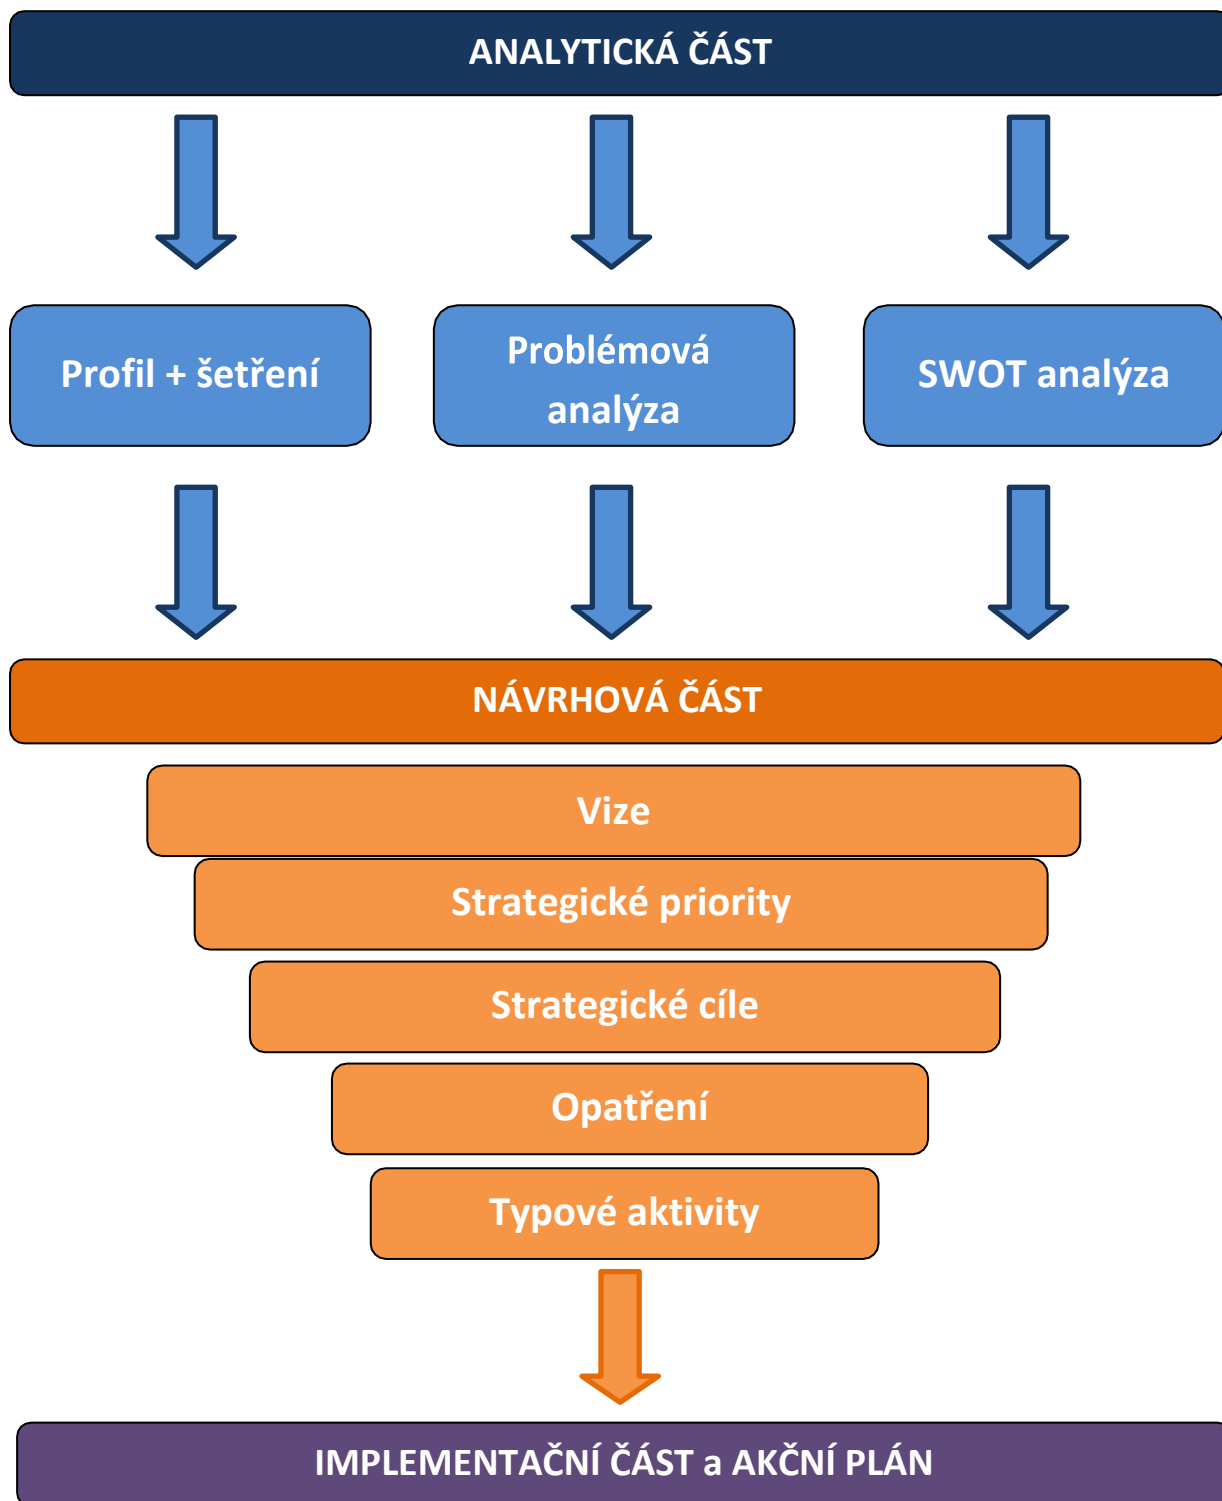 ANALYTICKÁ ČÁST
Profil + šetření
Problémová
analýza
SWOT analýza
NÁVRHOVÁ ČÁST
Vize
Strategické priority
Strategické cíle
Opatření
Typové aktivity
IMPLEMENTAČNÍ ČÁST a AKČNÍ PLÁN